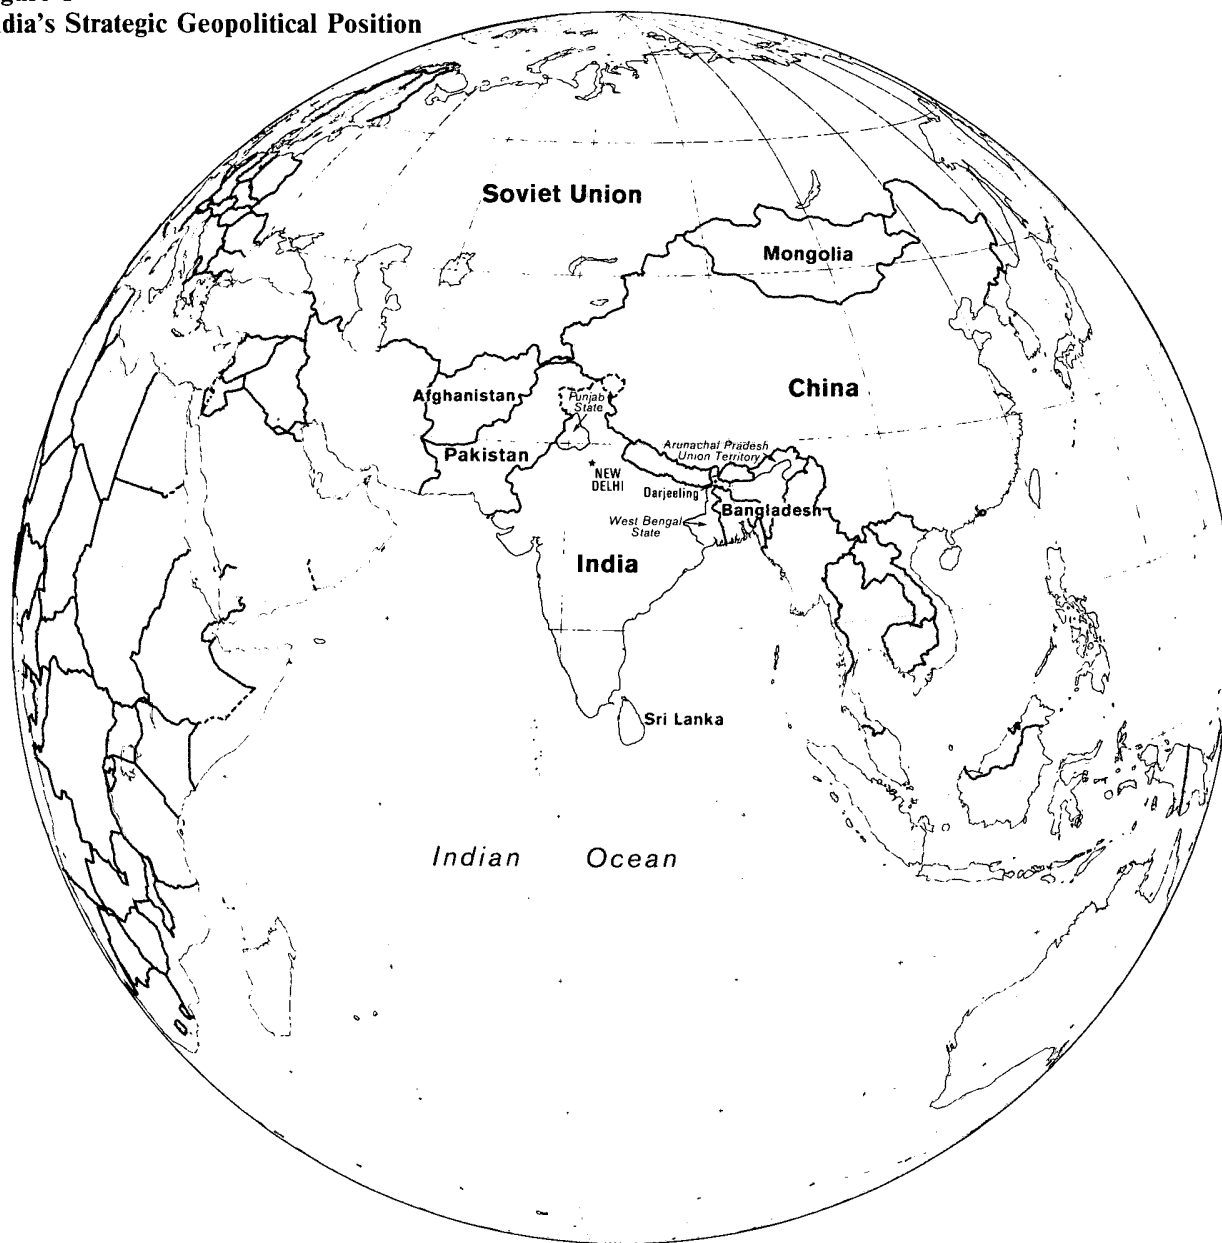 dia's Strategic Geopolitical Position
Soviet Union
Mongolia
China
Afghanistan
Punjab
State
Pakistan
Arunachal Pradesh
Union Territory
NEW
DELHI
Darjeeling
Bangladesh
West Bengal
State
India
Sri Lanka
Indian Ocean